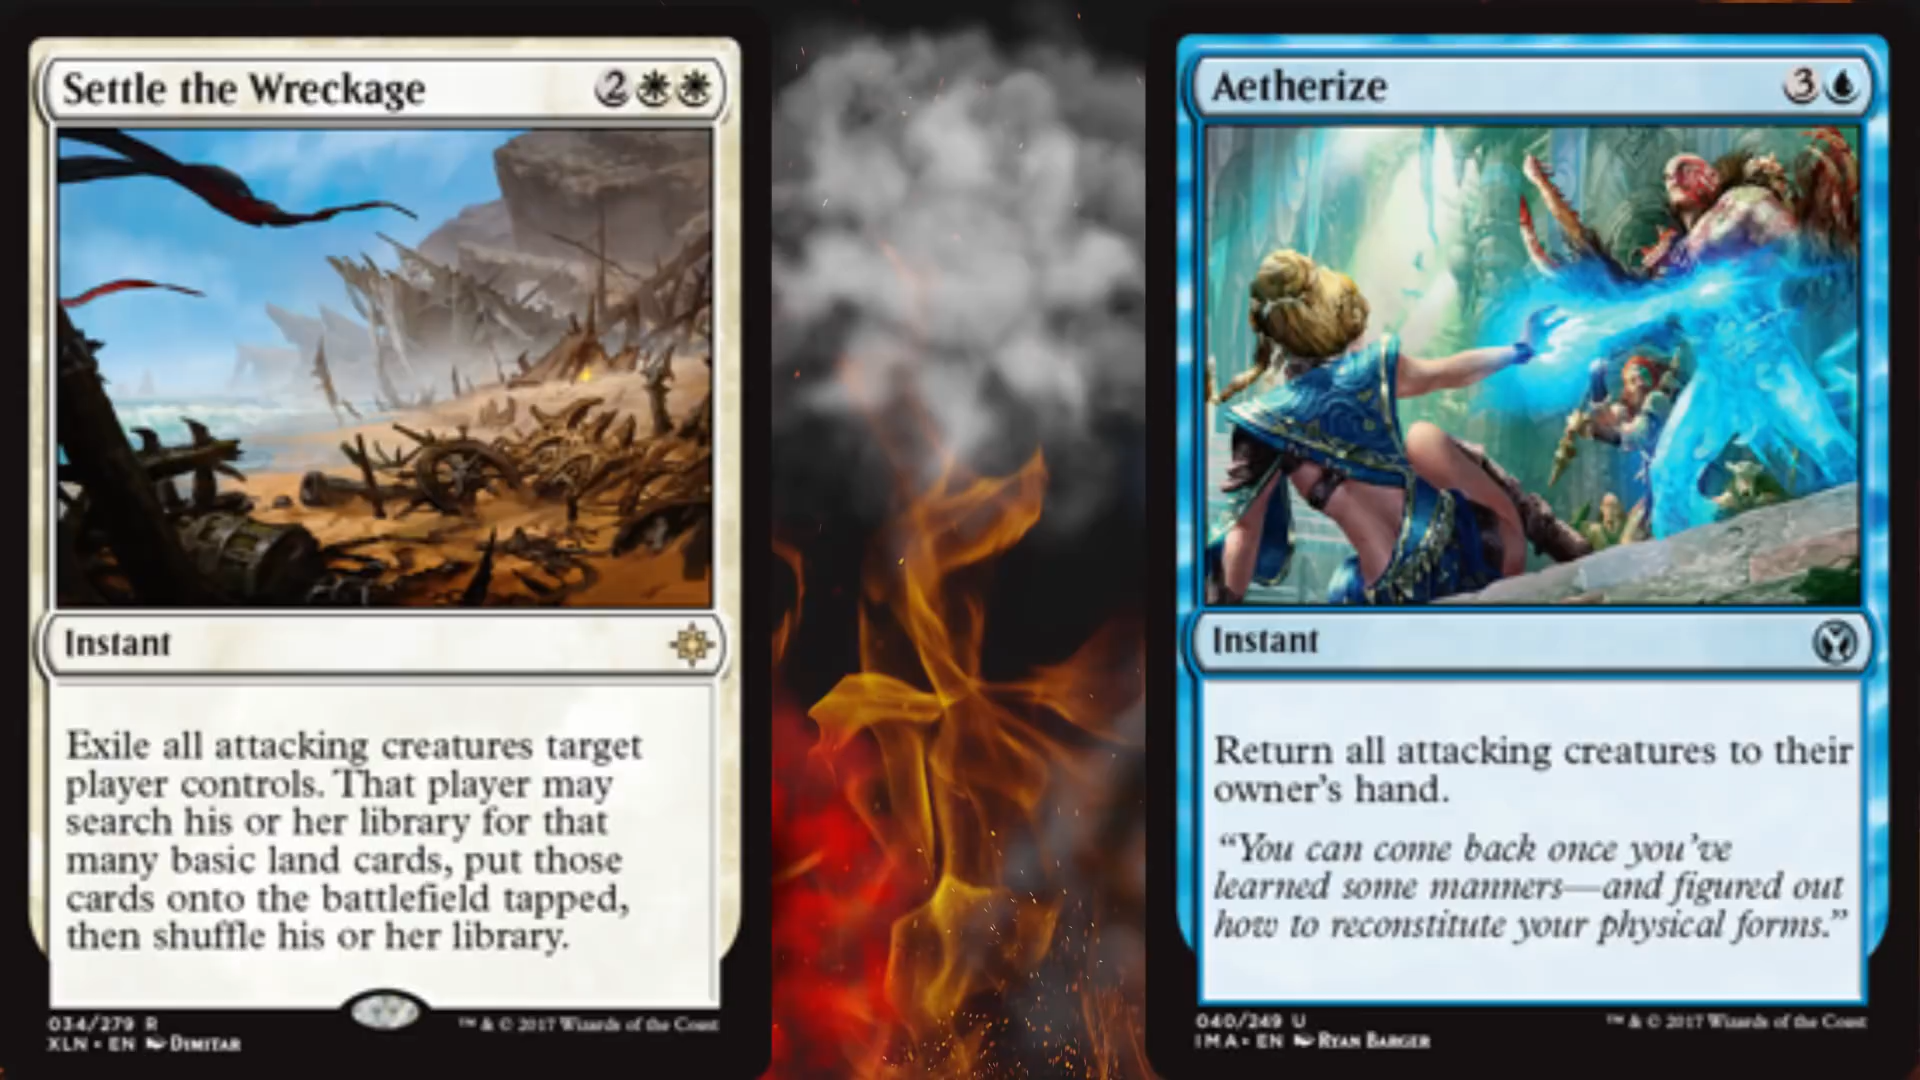 Settle the Wreckage 2
Instant
Exile all attacking creatures target
player controls. That player may
search his or her library for that
many basic land cards, put those
cards onto the battlefield tapped,
then shuffle his or her library.
034/279 R
XLN • EN DIMITAR
™ & © 2017 Wizards of the Coast
Aetherize 3
Instant
Return all attacking creatures to their
owner's hand.
“You can come back once you've
learned some manners—and figured out
how to reconstitute your physical forms.”
040/249 U
IMA • EN RYAN BARGER
™ & © 2017 Wizards of the Coast